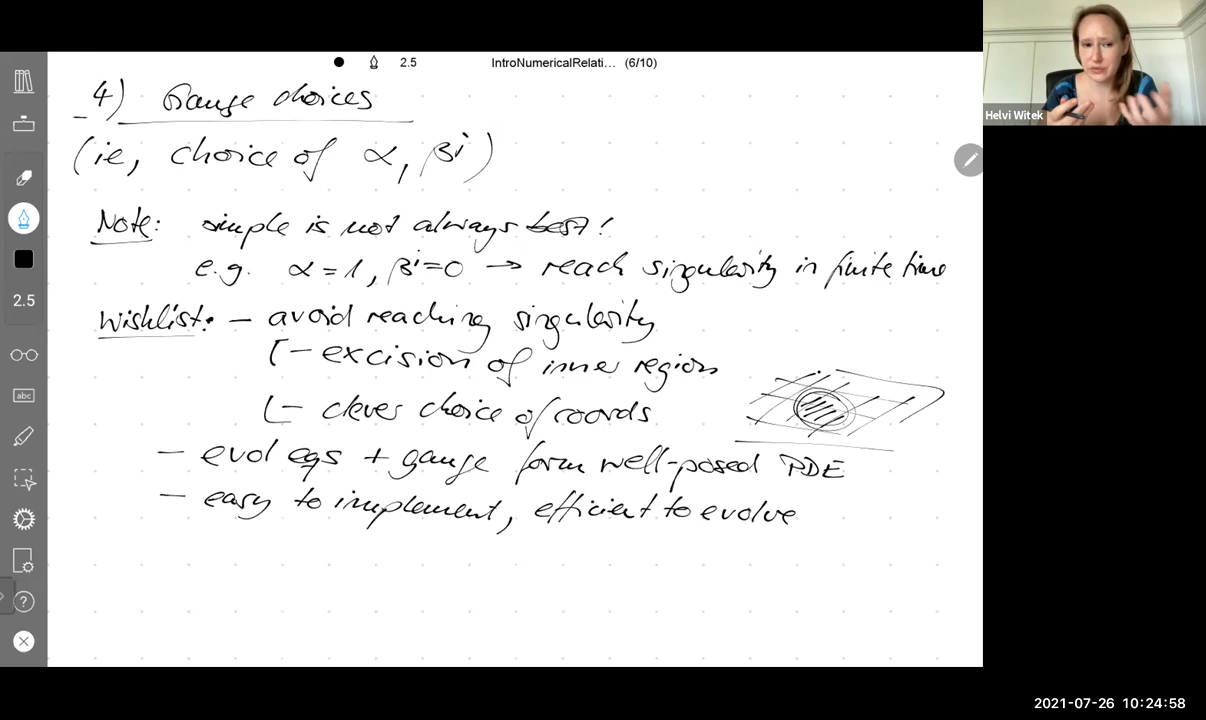 2.5
IntroNumericalRelati... (6/10)
Helvi Witek
4) Gauge choices
(ie, choice of α, βⁱ)
Note: simple is not always best!
e.g. α = 1, βⁱ = 0 → reach singularity in finite time
2.5
Wishlist: – avoid reaching singularity
– excision of inner region
– clever choice of coords
abc
– evol eqs + gauge form well-posed PDE
– easy to implement, efficient to evolve
?
2021-07-26 10:24:58